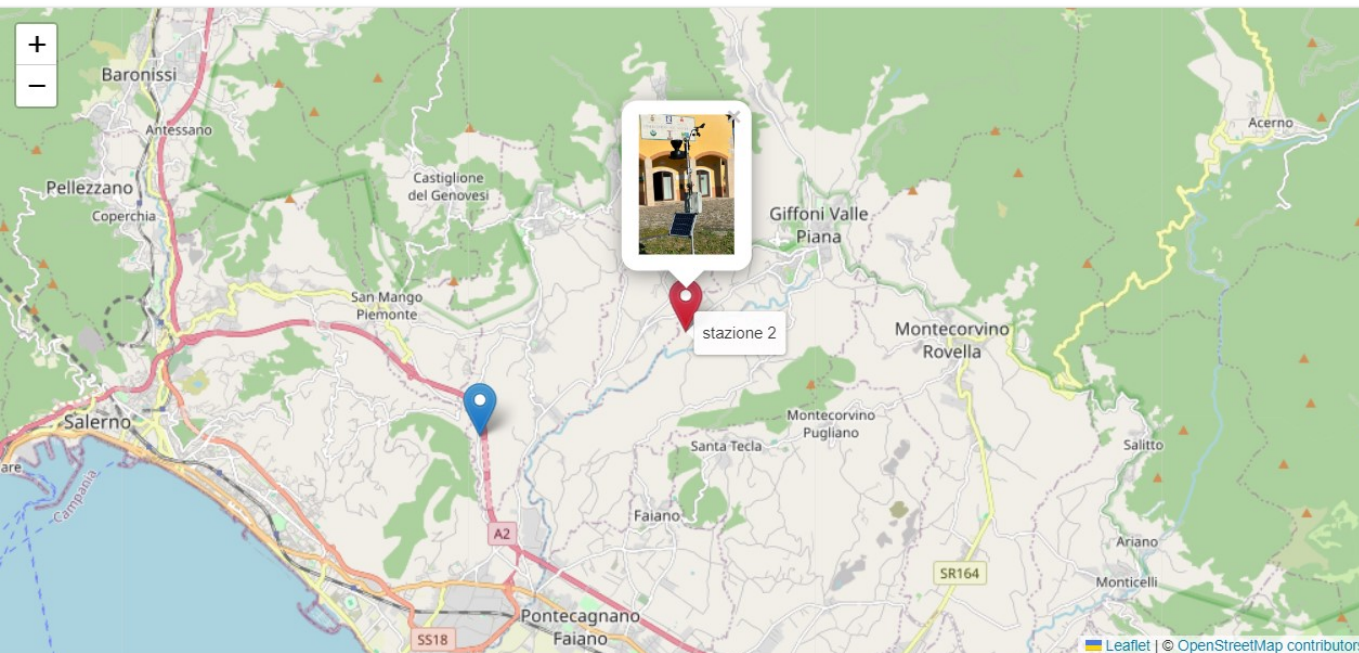 +
−
Baronissi
Antessano
Acerno
Castiglione
del Genovesi
Pellezzano
Coperchia
Giffoni Valle
Piana
San Mango
Piemonte
stazione 2
Montecorvino
Rovella
Salerno
Montecorvino
Pugliano
Santa Tecla
Salitto
are
Campania
Faiano
A2
Ariano
SR164
Monticelli
Pontecagnano
Faiano
SS18
Leaflet | © OpenStreetMap contributors